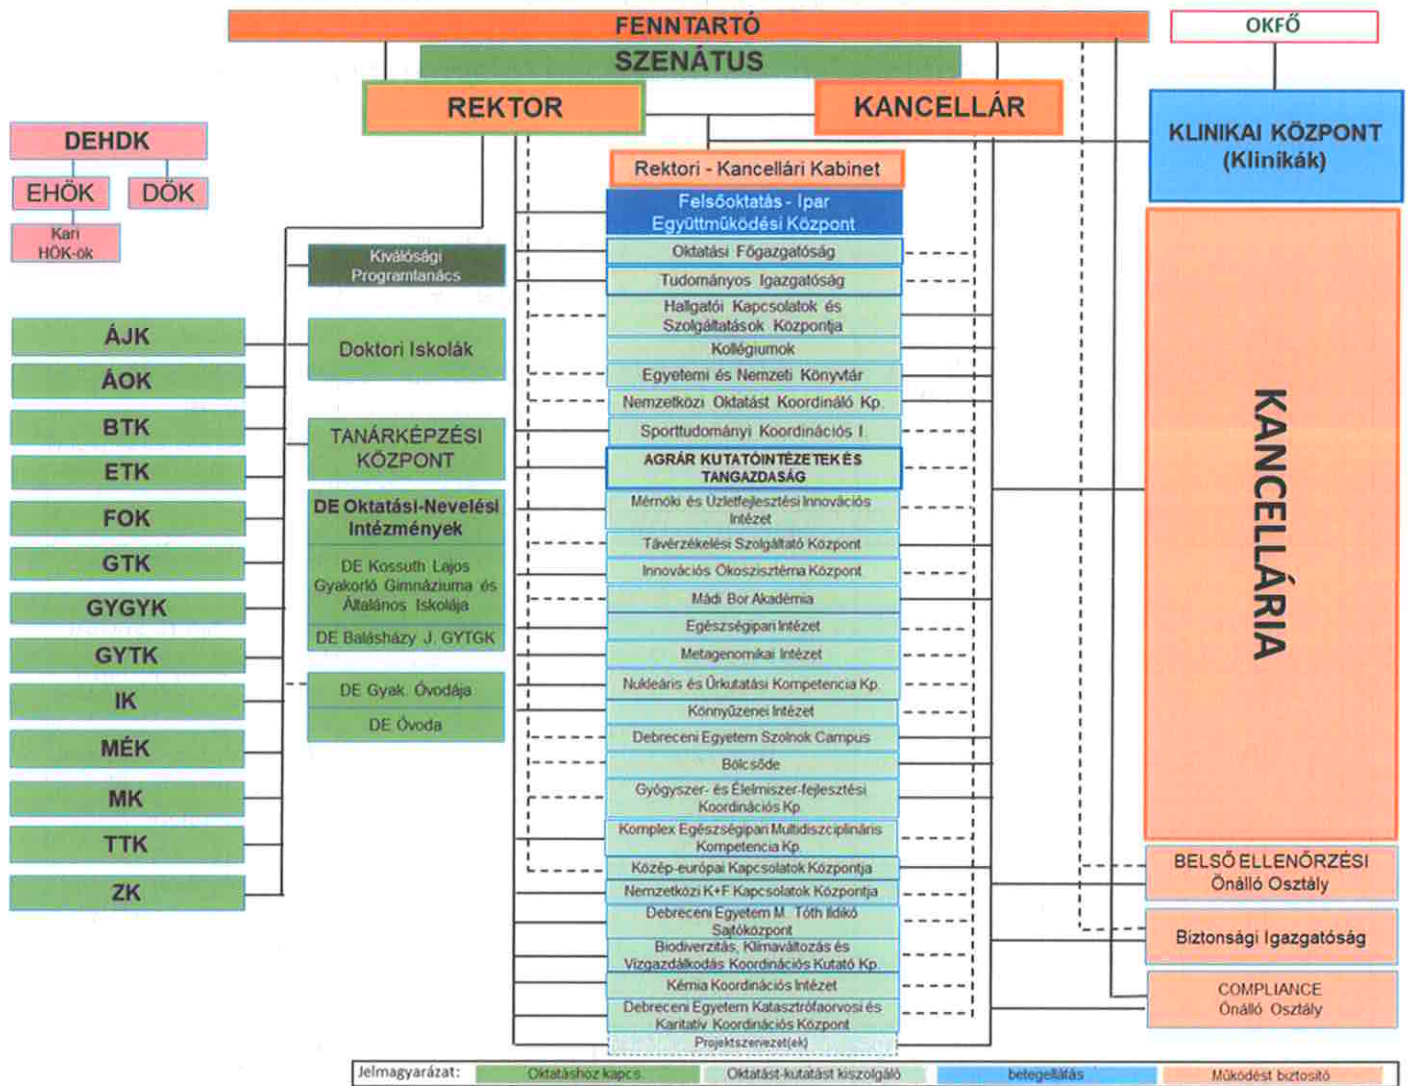 FENNTARTÓ
OKFŐ
SZENÁTUS
REKTOR
KANCELLÁR
KLINIKAI KÖZPONT
(Klinikák)
DEHDK
EHÖK
DÖK
Kari
HÖK-ök
Rektori - Kancellári Kabinet
Felsőoktatás - Ipar
Együttműködési Központ
Oktatási Főigazgatóság
Tudományos Igazgatóság
Hallgatói Kapcsolatok és
Szolgáltatások Központja
Kollégiumok
Egyetemi és Nemzeti Könyvtár
Nemzetközi Oktatást Koordináló Kp.
Sporttudományi Koordinációs I.
AGRÁR KUTATÓINTÉZETEK ÉS
TANGAZDASÁG
Mérnöki és Üzletfejlesztési Innovációs
Intézet
Távérzékelési Szolgáltató Központ
Innovációs Ökoszisztéma Központ
Mádi Bor Akadémia
Egészségipari Intézet
Metagenomikai Intézet
Nukleáris és Űrkutatási Kompetencia Kp.
Könnyűzenei Intézet
Debreceni Egyetem Szolnok Campus
Bölcsőde
Gyógyszer- és Élelmiszer-fejlesztési
Koordinációs Kp.
Komplex Egészségipari Multidiszciplináris
Kompetencia Kp.
Közép-európai Kapcsolatok Központja
Nemzetközi K+F Kapcsolatok Központja
Debreceni Egyetem M. Tóth Ildikó
Sajtóközpont
Biodiverzitás, Klímaváltozás és
Vízgazdálkodás Koordinációs Kutató Kp.
Kémia Koordinációs Intézet
Debreceni Egyetem Katasztrófaorvosi és
Karitatív Koordinációs Központ
Projektszervezet(ek)
Kiválósági
Programtanács
Doktori Iskolák
TANÁRKÉPZÉSI
KÖZPONT
DE Oktatási-Nevelési
Intézmények
DE Kossuth Lajos
Gyakorló Gimnáziuma és
Általános Iskolája
DE Balásházy J. GYTGK
DE Gyak. Óvodája
DE Óvoda
ÁJK
ÁOK
BTK
ETK
FOK
GTK
GYGYK
GYTK
IK
MÉK
MK
TTK
ZK
KANCELLÁRIA
BELSŐ ELLENŐRZÉSI
Önálló Osztály
Biztonsági Igazgatóság
COMPLIANCE
Önálló Osztály
Jelmagyarázat:
Oktatáshoz kapcs.
Oktatást-kutatást kiszolgáló
betegellátás
Működést biztosító